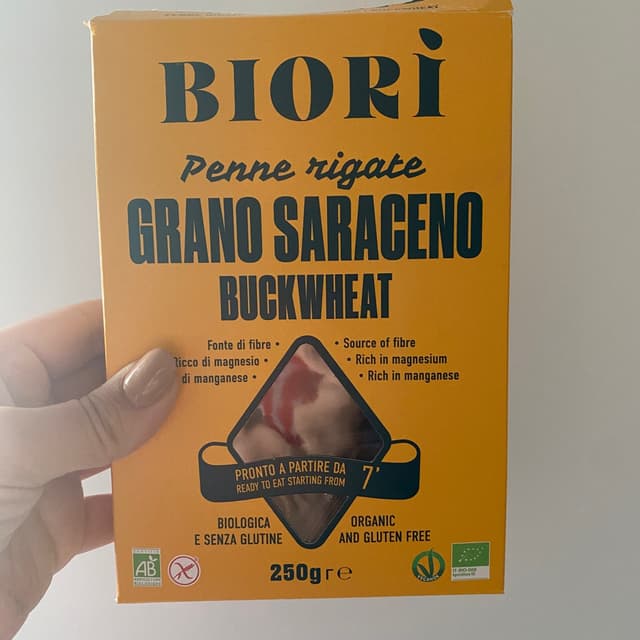 BIORÌ
Penne rigate
GRANO SARACENO
BUCKWHEAT
Fonte di fibre •
Ricco di magnesio •
di manganese •
• Source of fibre
• Rich in magnesium
• Rich in manganese
PRONTO A PARTIRE DA
READY TO EAT STARTING FROM
7'
BIOLOGICA
E SENZA GLUTINE
ORGANIC
AND GLUTEN FREE
AB
250g r e